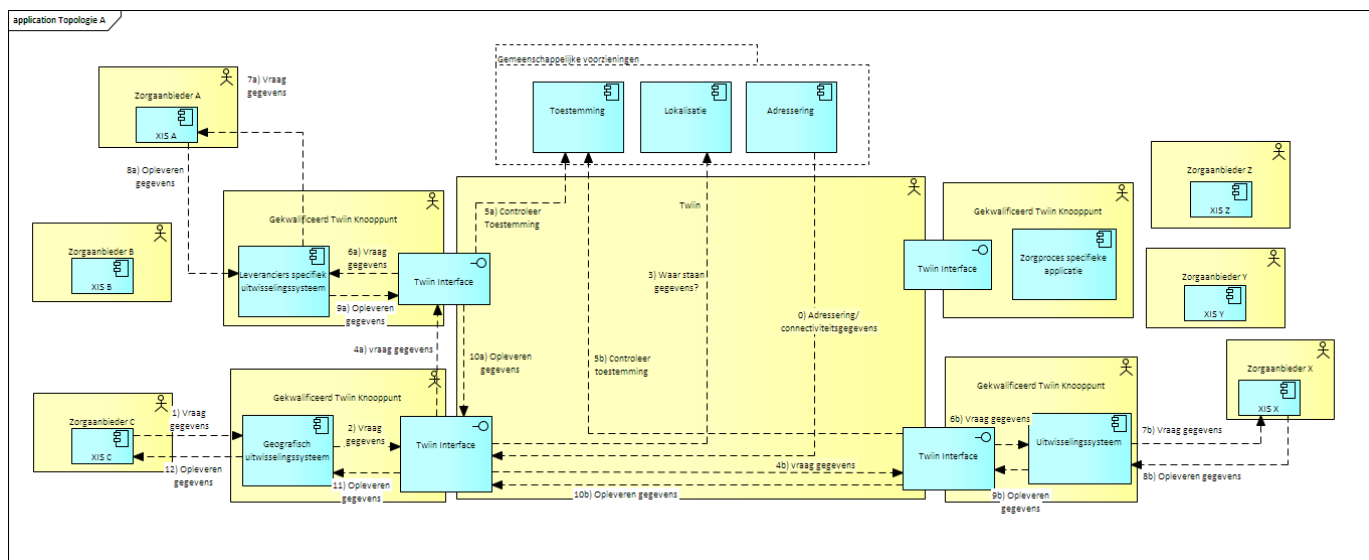 application Topologie A
Gemeenschappelijke voorzieningen
Toestemming
Lokalisatie
Adressering
7a) Vraag
gegevens
Zorgaanbieder A
XIS A
8a) Opleveren
gegevens
Zorgaanbieder B
XIS B
Gekwalificeerd Twiin Knooppunt
Leveranciers specifiek
uitwisselingssysteem
6a) Vraag
gegevens
9a) Opleveren
gegevens
Twiin Interface
5a) Controleer
Toestemming
Twiin
3) Waar staan
gegevens?
0) Adressering/
connectiviteitsgegevens
4a) vraag gegevens
10a) Opleveren
gegevens
5b) Controleer
toestemming
Gekwalificeerd Twiin Knooppunt
Twiin Interface
Zorgproces specifieke
applicatie
Zorgaanbieder Z
XIS Z
Zorgaanbieder Y
XIS Y
Zorgaanbieder C
XIS C
1) Vraag
gegevens
12) Opleveren
gegevens
Gekwalificeerd Twiin Knooppunt
Geografisch
uitwisselingssysteem
2) Vraag
gegevens
11) Opleveren
gegevens
Twiin Interface
4b) vraag gegevens
10b) Opleveren gegevens
Gekwalificeerd Twiin Knooppunt
Twiin Interface
6b) Vraag gegevens
9b) Opleveren
gegevens
Uitwisselingssysteem
7b) Vraag gegevens
8b) Opleveren gegevens
Zorgaanbieder X
XIS X